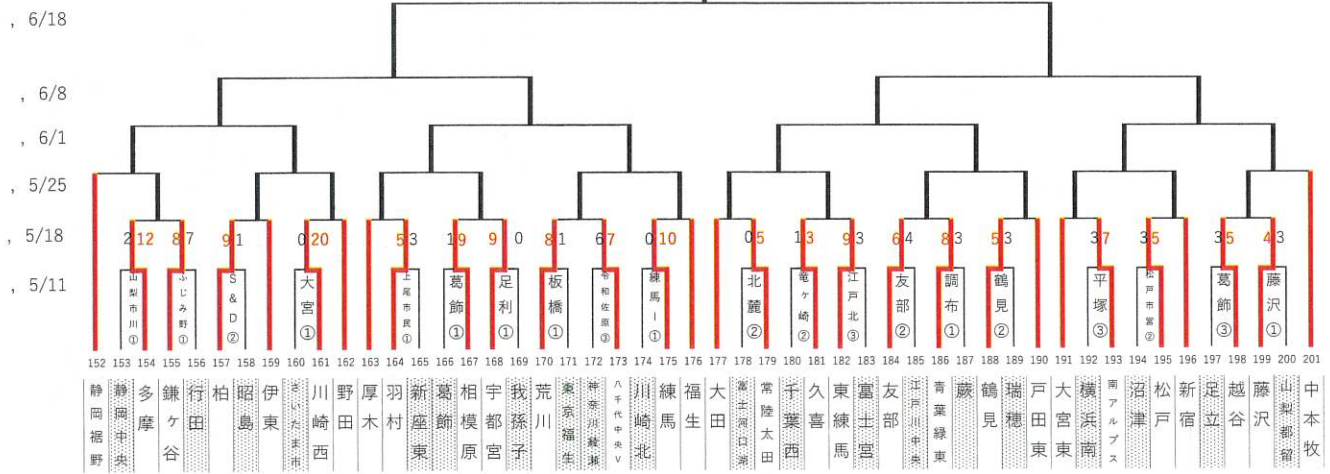 , 6/18
, 6/8
, 6/1
, 5/25
, 5/18
, 5/11
2 12 8 7 9 1 0 20 5 3 1 9 9 0 8 1 6 7 0 10 0 5 1 3 9 3 6 4 8 3 5 3 3 7 3 5 3 5 4 3
山梨市川①
ふじみ野①
S&D②
大宮①
上尾市民①
葛飾①
足利①
板橋①
令和佐原③
練馬ー①
北麓②
竜ヶ崎②
江戸北③
友部②
調布①
鶴見②
平塚③
松戸市営②
葛飾③
藤沢①
152 153 154 155 156 157 158 159 160 161 162 163 164 165 166 167 168 169 170 171 172 173 174 175 176 177 178 179 180 181 182 183 184 185 186 187 188 189 190 191 192 193 194 195 196 197 198 199 200 201
静岡裾野
静岡中央
多摩
鎌ヶ谷
行田
柏
昭島
伊東
さいたま市
川崎西
野田
厚木
羽村
新座東
葛飾
相模原
宇都宮
我孫子
荒川
東京福生
神奈川綾瀬
八千代中央V
川崎北
練馬
福生
大田
富士河口湖
常陸太田
千葉西
久喜
東練馬
富士宮
友部
江戸川中央
青葉緑東
蕨
鶴見
瑞穂
戸田東
大宮東
横浜南
南アルプス
沼津
松戸
新宿
足立
越谷
藤沢
山梨都留
中本牧